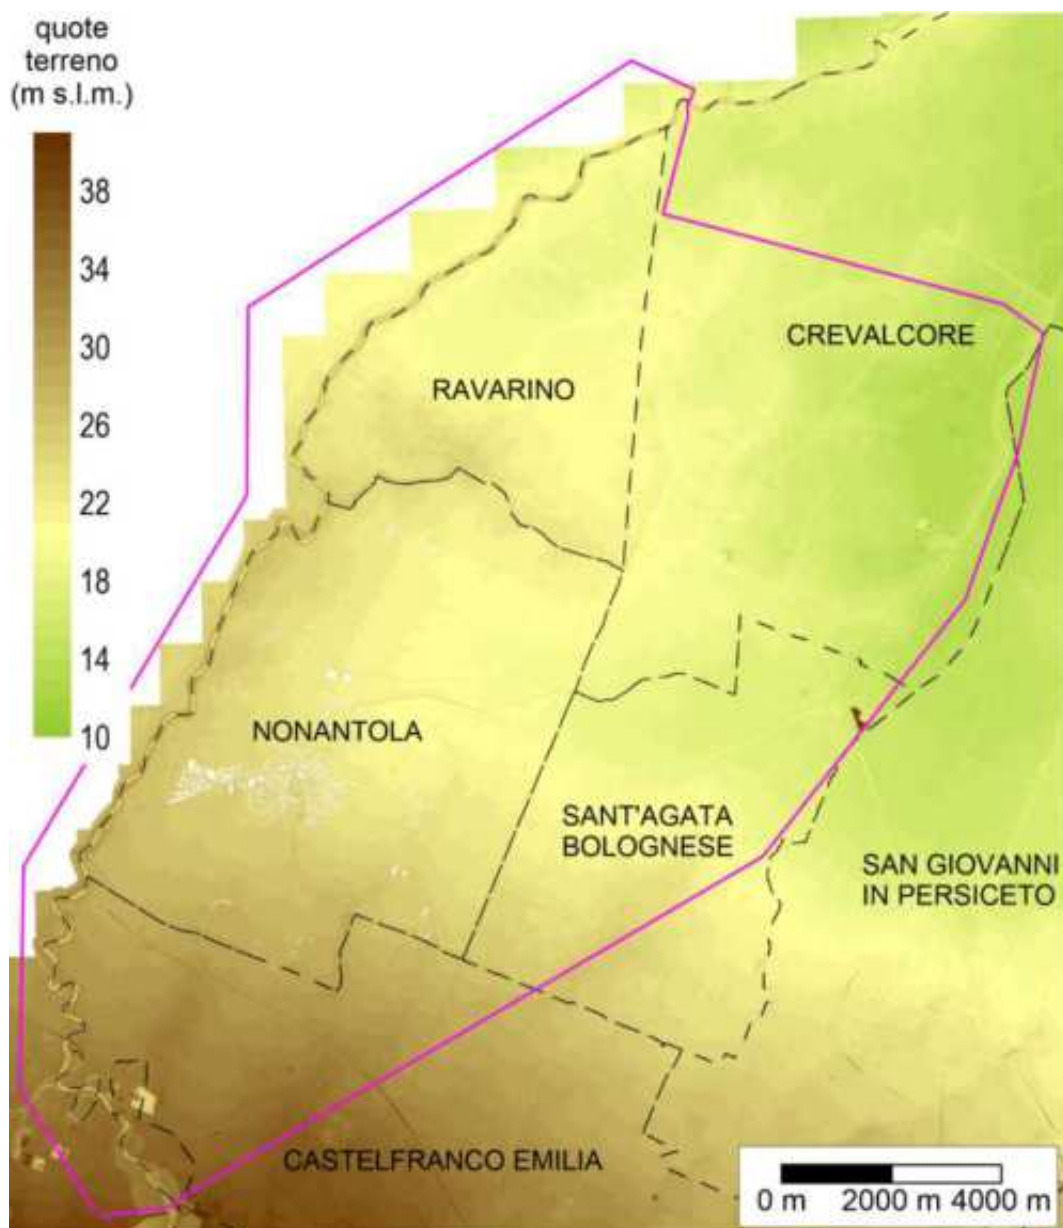 quote
terreno
(m s.l.m.)
38
34
30
26
22
18
14
10
CREVALCORE
RAVARINO
NONANTOLA
SANT'AGATA
BOLOGNESE
SAN GIOVANNI
IN PERSICETO
CASTELFRANCO EMILIA
0 m 2000 m 4000 m